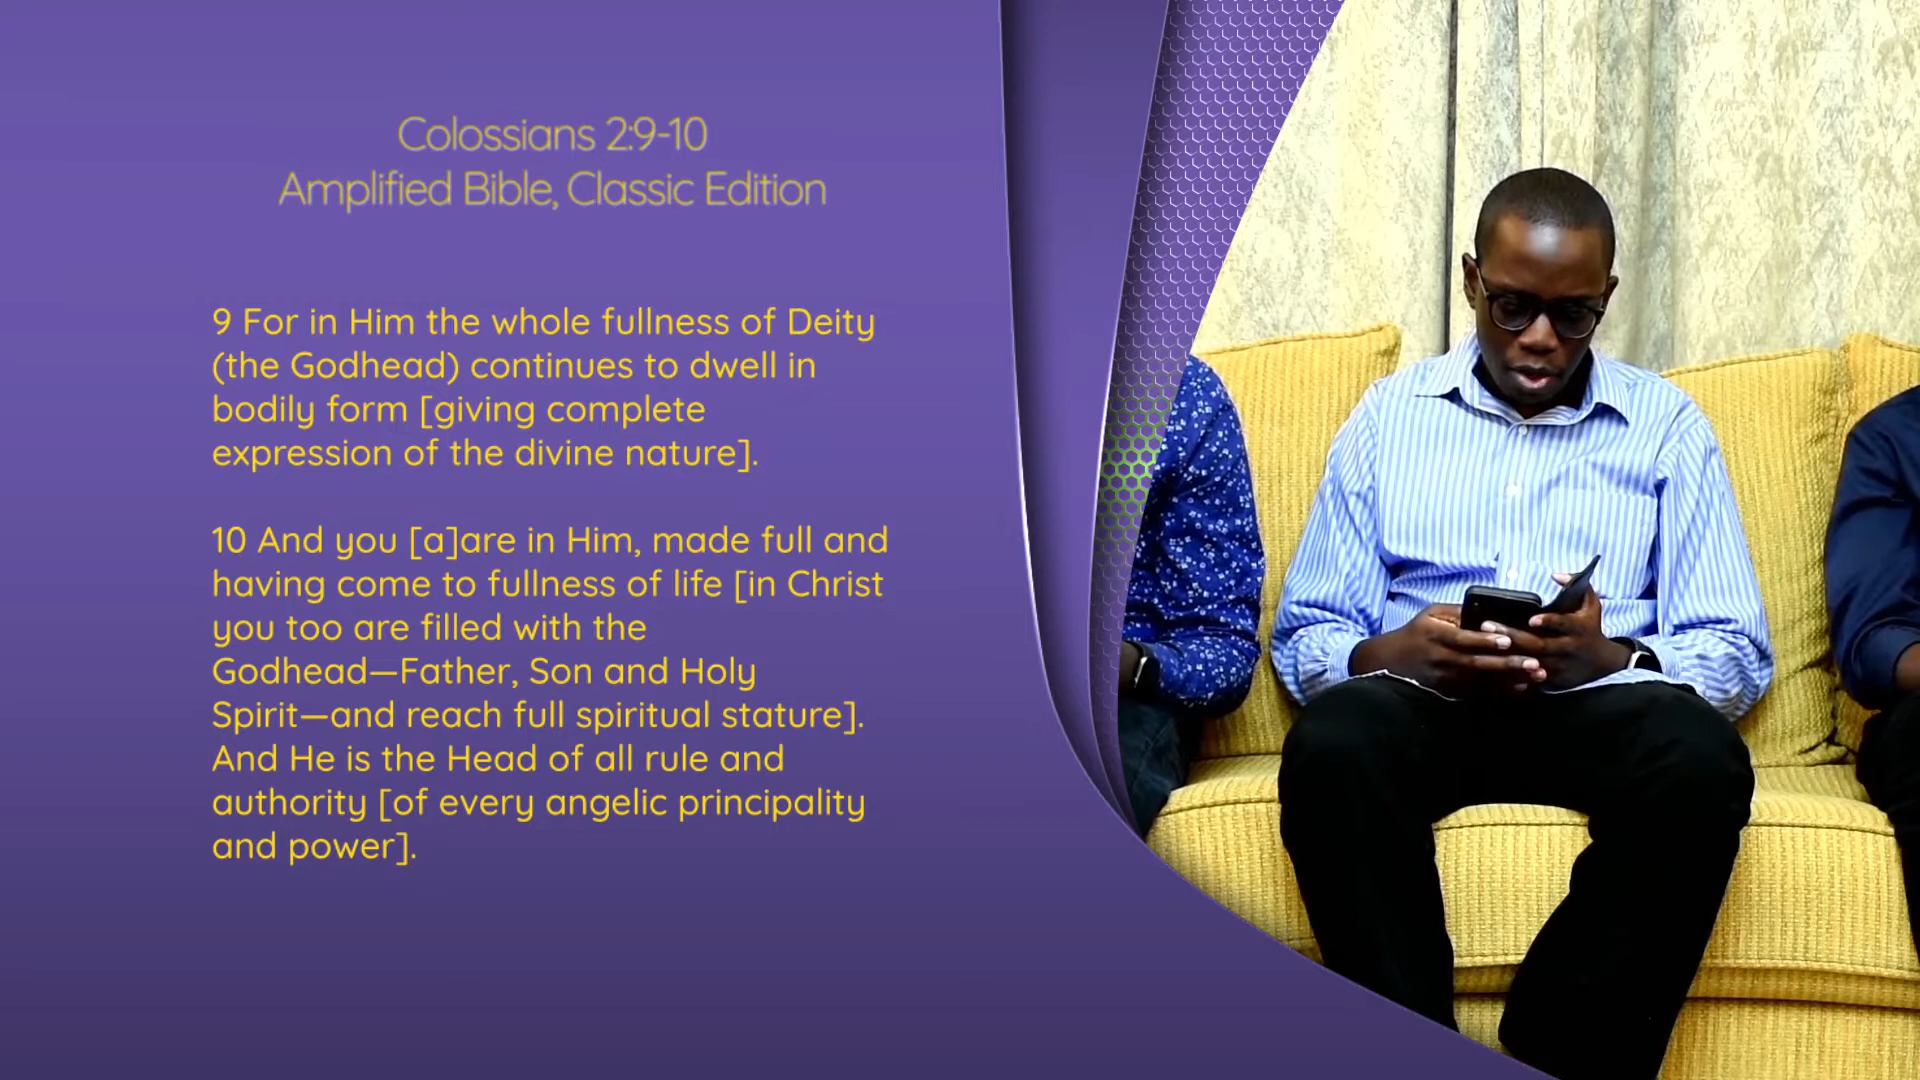 Colossians 2:9-10
Amplified Bible, Classic Edition
9 For in Him the whole fullness of Deity
(the Godhead) continues to dwell in
bodily form [giving complete
expression of the divine nature].
10 And you [a]are in Him, made full and
having come to fullness of life [in Christ
you too are filled with the
Godhead—Father, Son and Holy
Spirit—and reach full spiritual stature].
And He is the Head of all rule and
authority [of every angelic principality
and power].